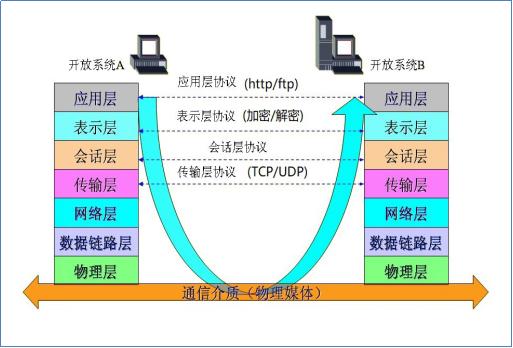 开放系统A
开放系统B
应用层协议 (http/ftp)
应用层
应用层
表示层协议 (加密/解密)
表示层
表示层
会话层协议
会话层
会话层
传输层协议 (TCP/UDP)
传输层
传输层
网络层
网络层
数据链路层
数据链路层
物理层
物理层
通信介质（物理媒体）